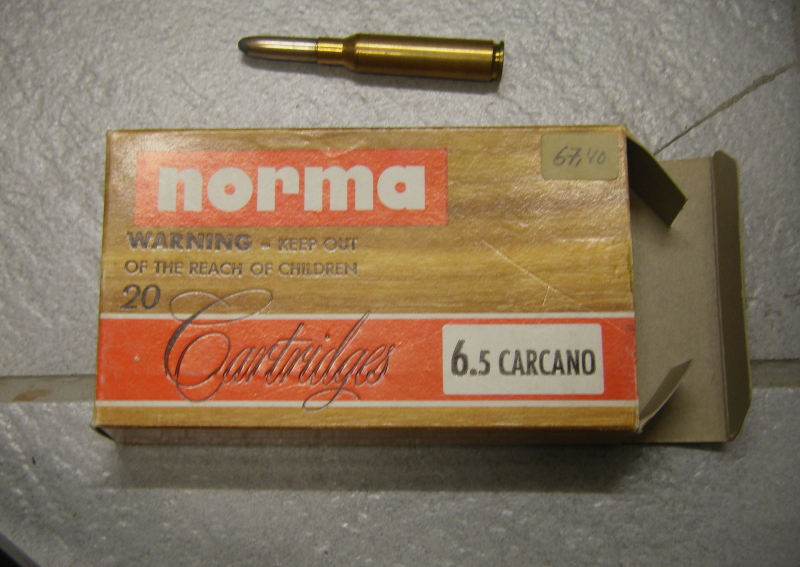 norma
67,40
WARNING - KEEP OUT
OF THE REACH OF CHILDREN
20
Cartridges
6.5 CARCANO